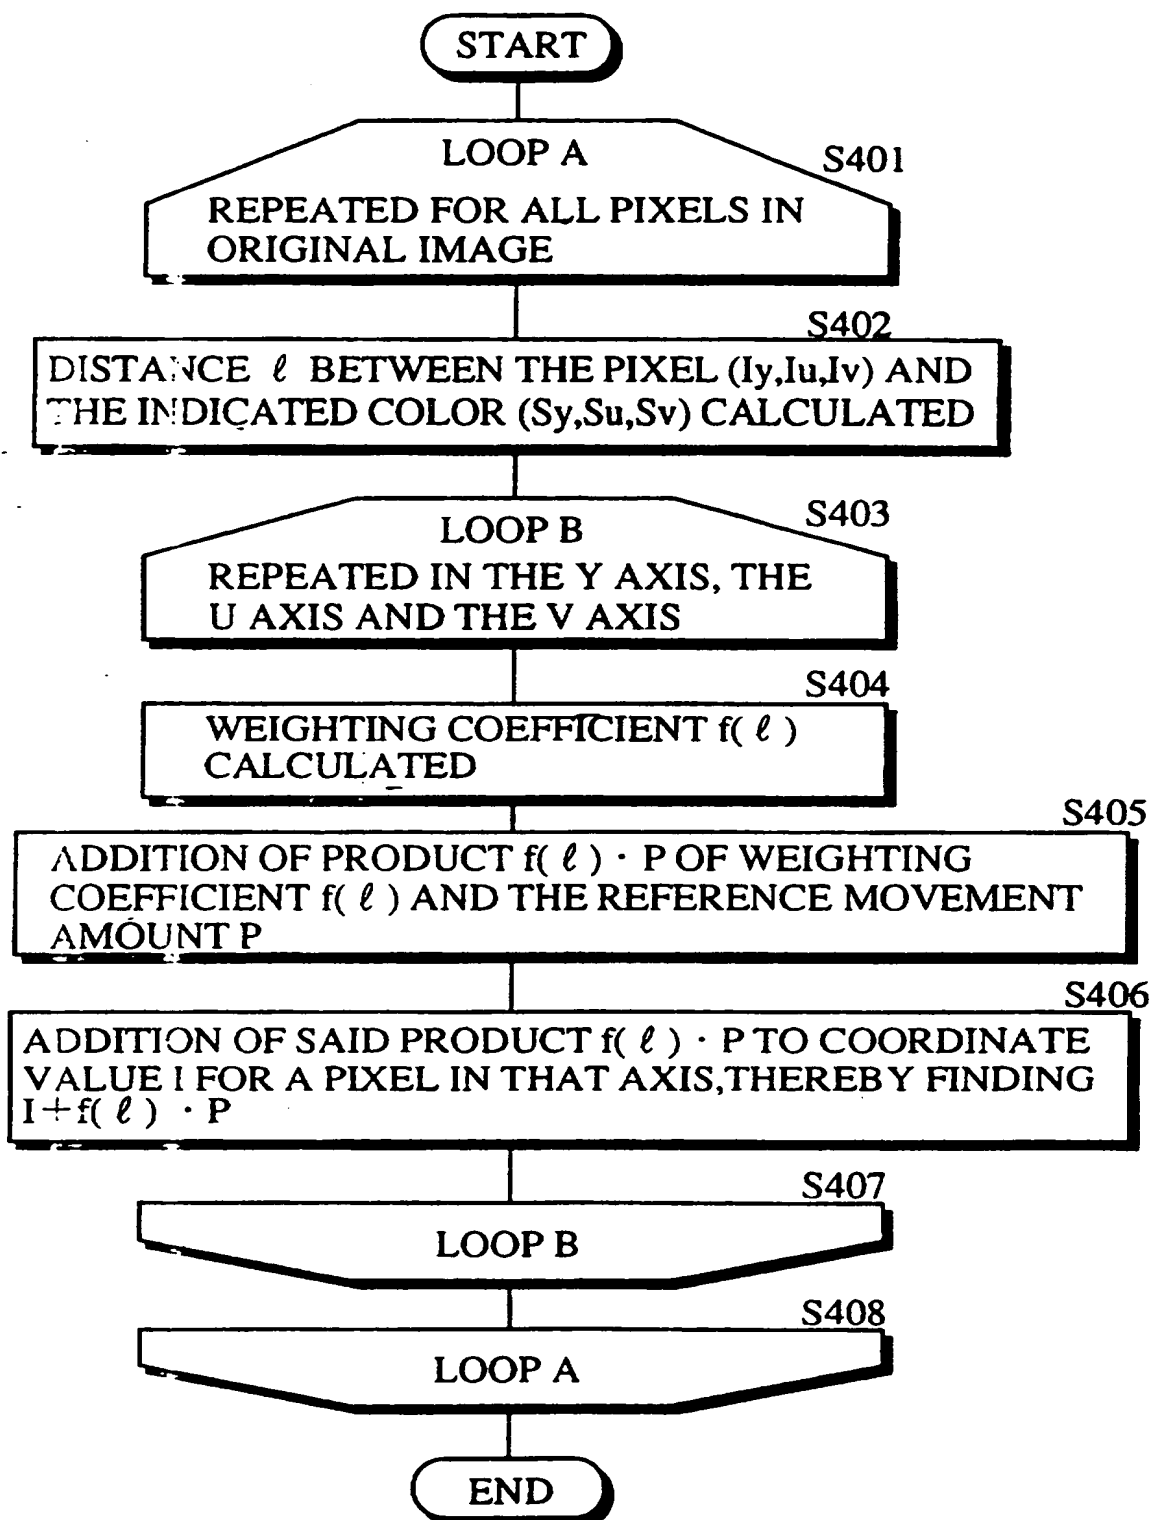 START
LOOP A
S401
REPEATED FOR ALL PIXELS IN
ORIGINAL IMAGE
S402
DISTANCE ℓ BETWEEN THE PIXEL (Iy,Iu,Iv) AND
THE INDICATED COLOR (Sy,Su,Sv) CALCULATED
S403
LOOP B
REPEATED IN THE Y AXIS, THE
U AXIS AND THE V AXIS
S404
WEIGHTING COEFFICIENT f( ℓ )
CALCULATED
S405
ADDITION OF PRODUCT f( ℓ ) · P OF WEIGHTING
COEFFICIENT f( ℓ ) AND THE REFERENCE MOVEMENT
AMOUNT P
S406
ADDITION OF SAID PRODUCT f( ℓ ) · P TO COORDINATE
VALUE I FOR A PIXEL IN THAT AXIS,THEREBY FINDING
I+f( ℓ ) · P
S407
LOOP B
S408
LOOP A
END